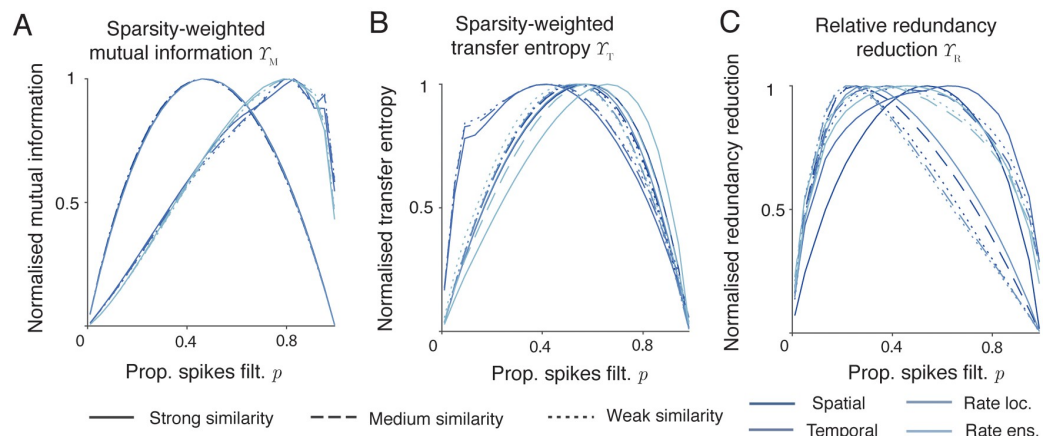 A
Sparsity-weighted
mutual information ϒM
Normalised mutual information
1
0.5
0
0.4
0.8
Prop. spikes filt. p
B
Sparsity-weighted
transfer entropy ϒT
Normalised transfer entropy
1
0.5
0
0.4
0.8
Prop. spikes filt. p
C
Relative redundancy
reduction ϒR
Normalised redundancy reduction
1
0.5
0
0.4
0.8
Prop. spikes filt. p
Strong similarity
Medium similarity
Weak similarity
Spatial
Rate loc.
Temporal
Rate ens.